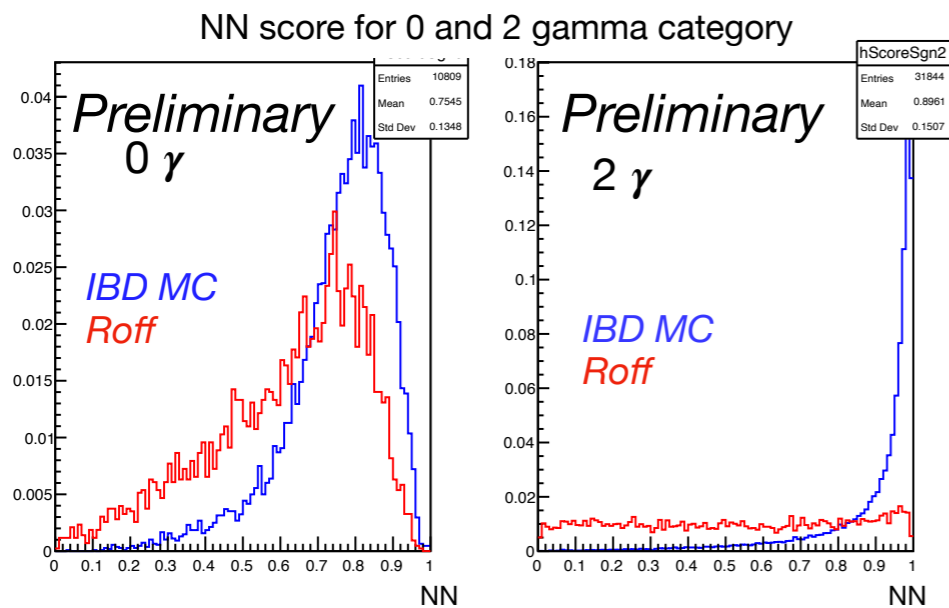 NN score for 0 and 2 gamma category
Entries 10809
Mean 0.7545
Std Dev 0.1348
Preliminary
0 γ
IBD MC
Roff
0.04
0.035
0.03
0.025
0.02
0.015
0.01
0.005
0
0 0.1 0.2 0.3 0.4 0.5 0.6 0.7 0.8 0.9 1
NN
hScoreSgn2
Entries 31844
Mean 0.8961
Std Dev 0.1507
Preliminary
2 γ
IBD MC
Roff
0.18
0.16
0.14
0.12
0.1
0.08
0.06
0.04
0.02
0
0 0.1 0.2 0.3 0.4 0.5 0.6 0.7 0.8 0.9 1
NN